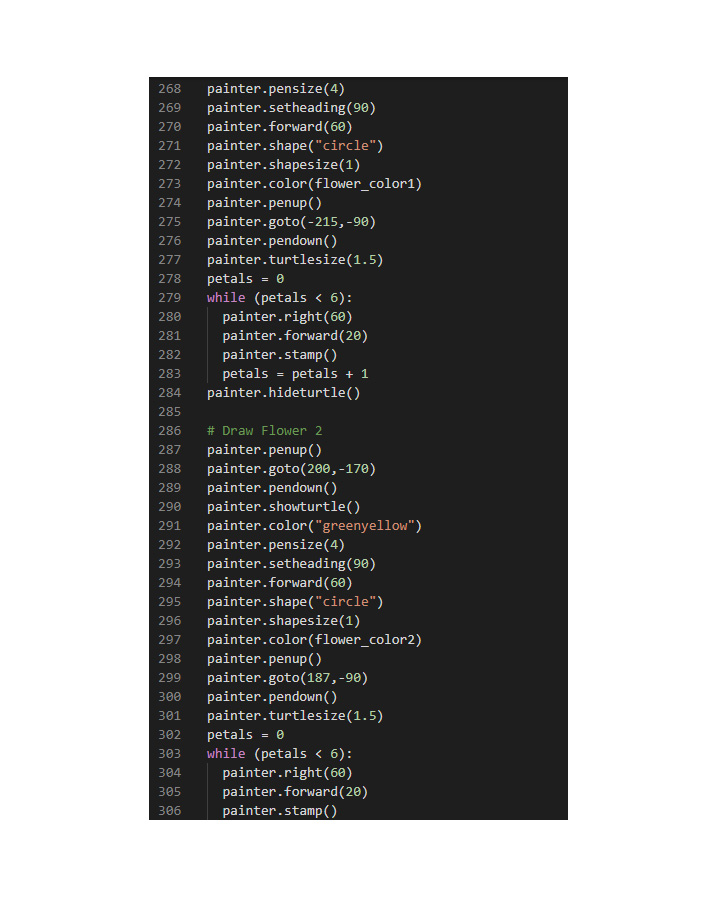 268 painter.pensize(4)
269 painter.setheading(90)
270 painter.forward(60)
271 painter.shape("circle")
272 painter.shapesize(1)
273 painter.color(flower_color1)
274 painter.penup()
275 painter.goto(-215,-90)
276 painter.pendown()
277 painter.turtlesize(1.5)
278 petals = 0
279 while (petals < 6):
280   painter.right(60)
281   painter.forward(20)
282   painter.stamp()
283   petals = petals + 1
284 painter.hideturtle()
285
286 # Draw Flower 2
287 painter.penup()
288 painter.goto(200,-170)
289 painter.pendown()
290 painter.showturtle()
291 painter.color("greenyellow")
292 painter.pensize(4)
293 painter.setheading(90)
294 painter.forward(60)
295 painter.shape("circle")
296 painter.shapesize(1)
297 painter.color(flower_color2)
298 painter.penup()
299 painter.goto(187,-90)
300 painter.pendown()
301 painter.turtlesize(1.5)
302 petals = 0
303 while (petals < 6):
304   painter.right(60)
305   painter.forward(20)
306   painter.stamp()